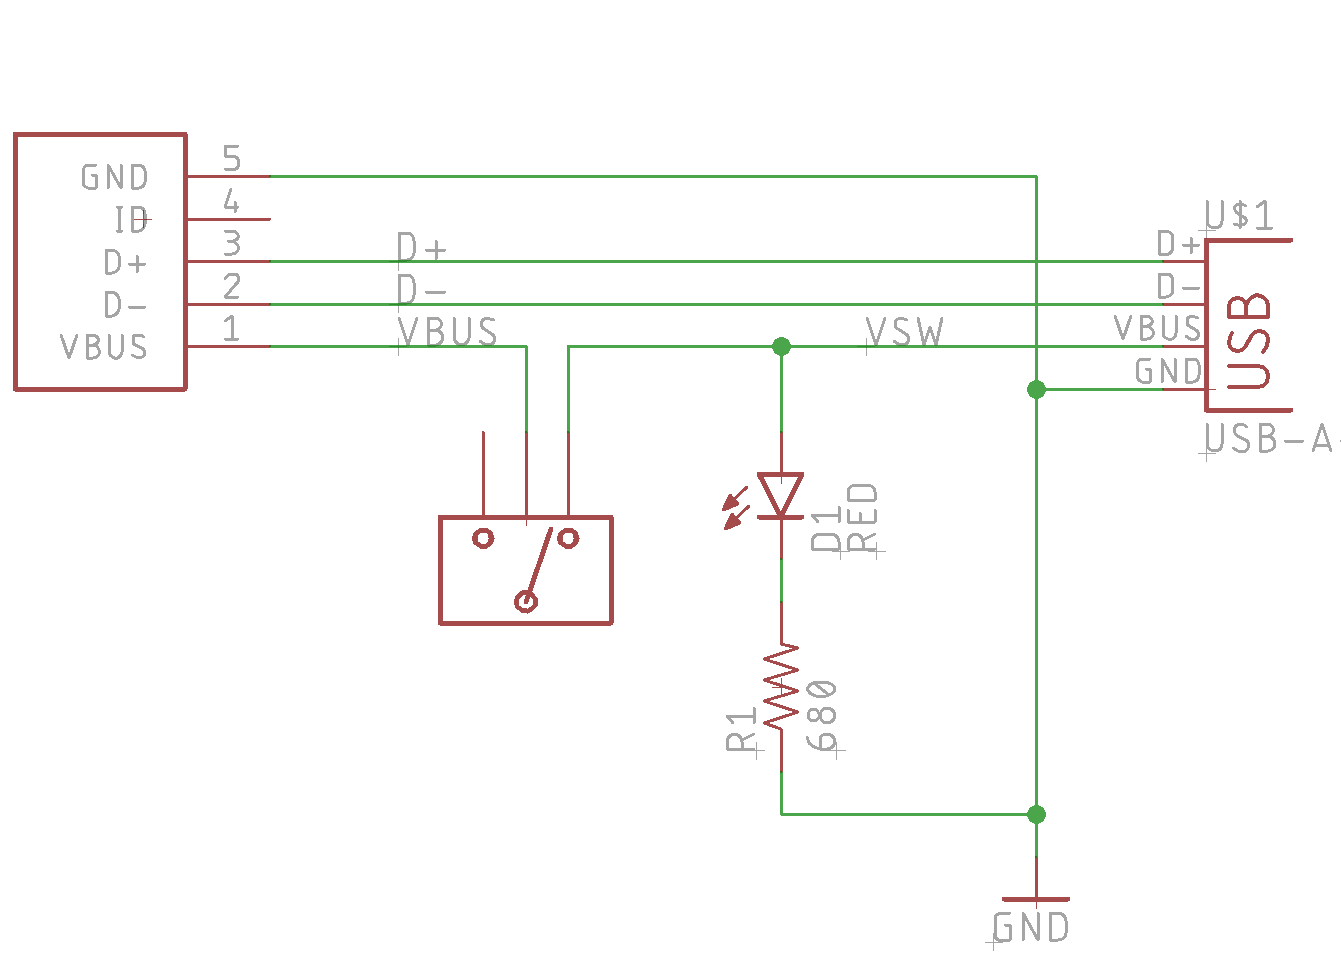 GND 5
ID 4
D+ 3
D- 2
VBUS 1
D+
D-
VBUS
VSW
U$1
D+
D-
VBUS
GND
USB
USB-A-
D1
RED
R1
680
GND